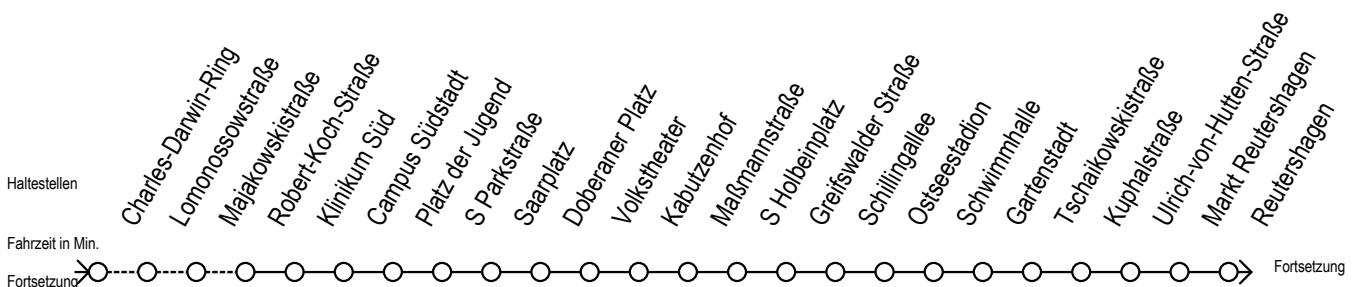 Haltestellen
Charles-Darwin-Ring
Lomonossowstraße
Majakowskistraße
Robert-Koch-Straße
Klinikum Süd
Campus Südstadt
Platz der Jugend
S Parkstraße
Saarplatz
Doberaner Platz
Volkstheater
Kabutzenhof
Maßmannstraße
S Holbeinplatz
Greifswalder Straße
Schillingallee
Ostseestadion
Schwimmhalle
Gartenstadt
Tschaikowskistraße
Kuphalstraße
Ulrich-von-Hutten-Straße
Markt Reutershagen
Reutershagen
Fahrzeit in Min.
Fortsetzung
Fortsetzung